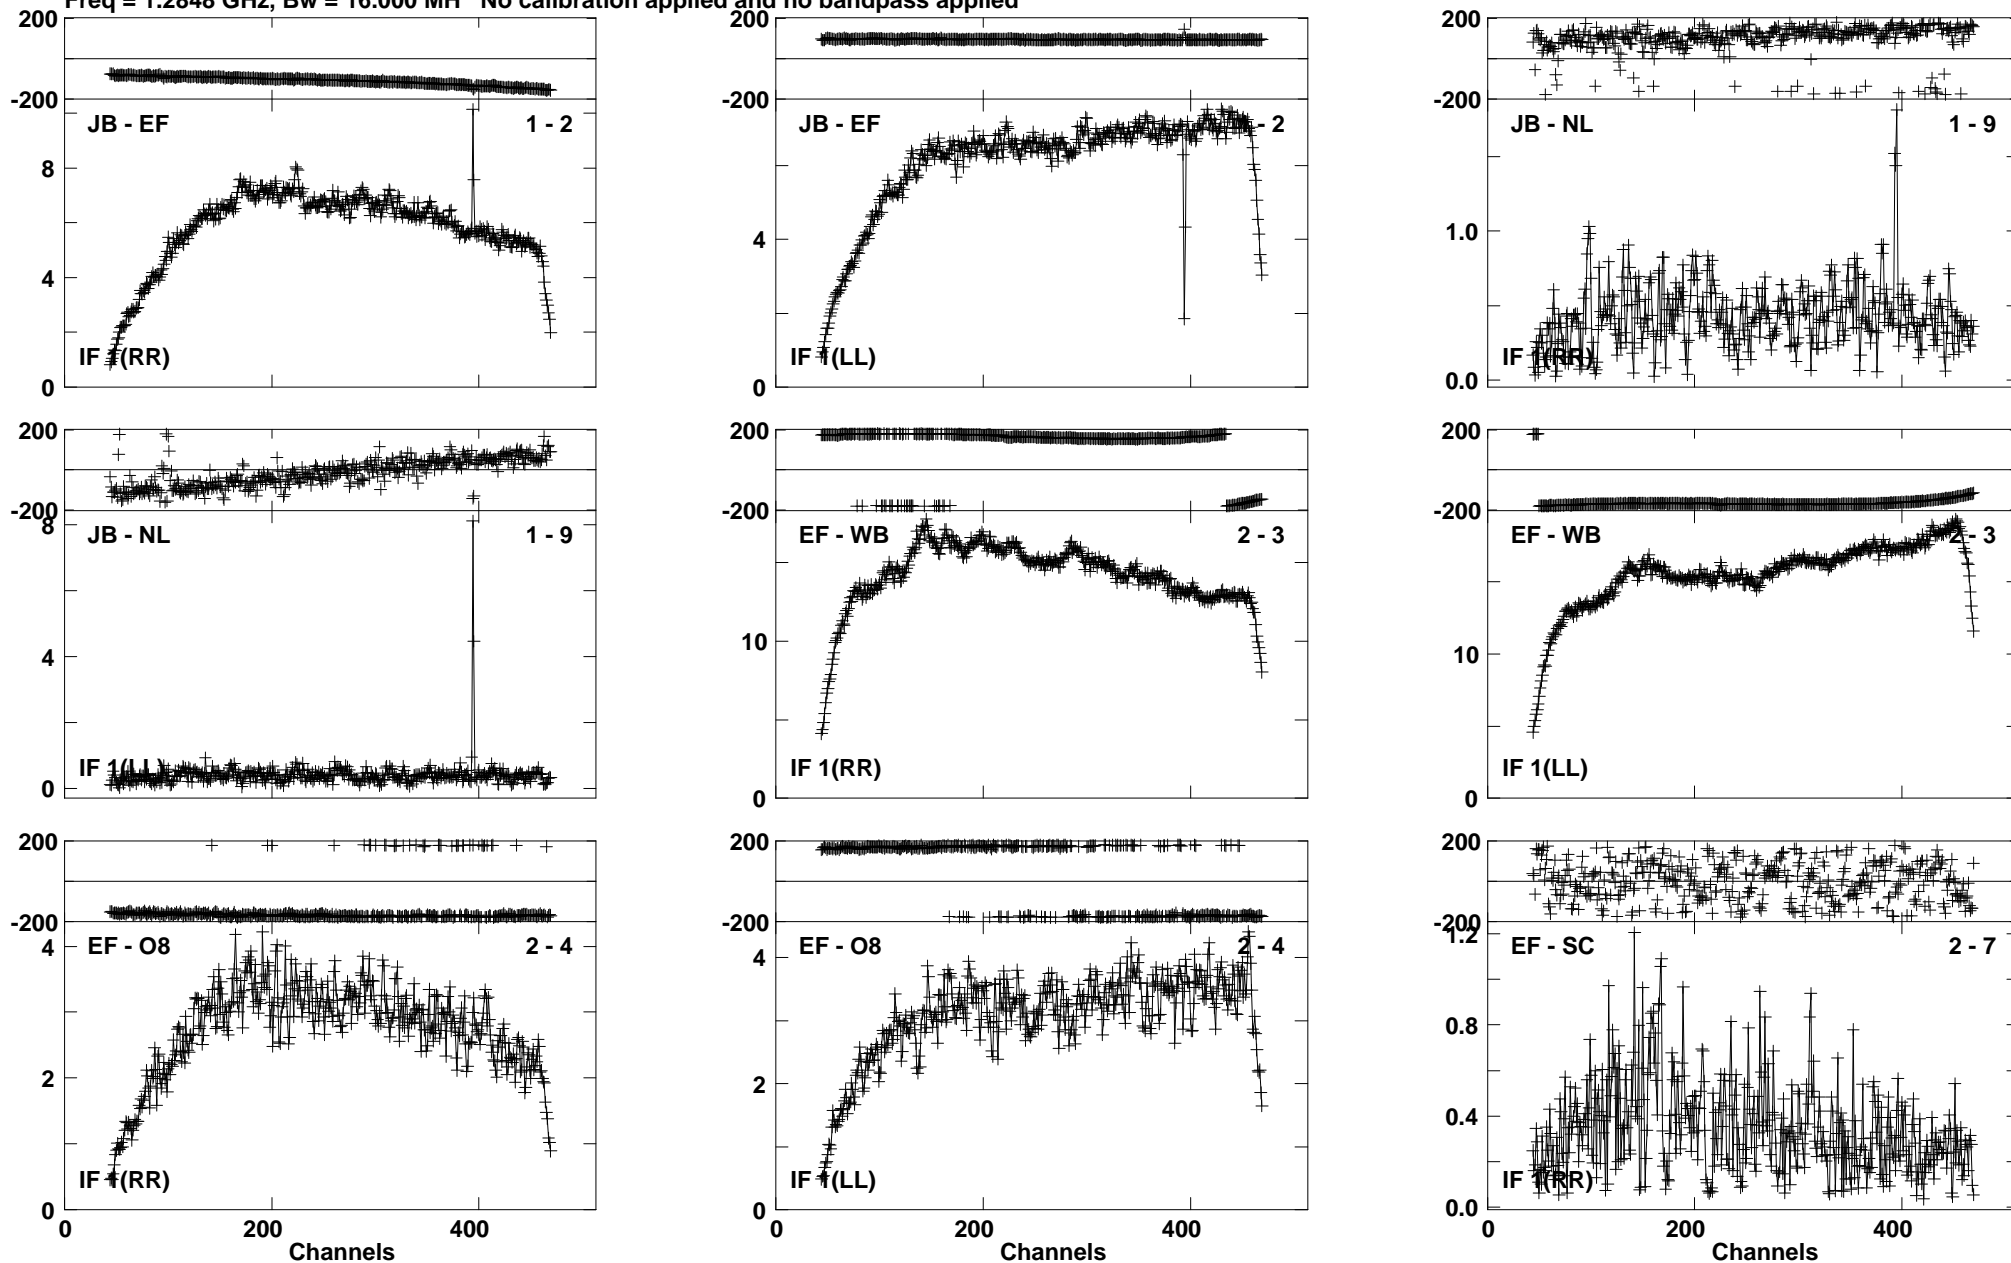 Freq = 1.2848 GHz, Bw = 16.000 MH No calibration applied and no bandpass applied
200
-200
JB - EF 1 - 2
8
4
0
IF 1(RR)
200
-200
JB - EF - 2
4
0
IF 1(LL)
200
-200
JB - NL 1 - 9
1.0
0.0
IF 1(RR)
200
-200
JB - NL 1 - 9
8
4
0
IF 1(LL)
200
-200
EF - WB 2 - 3
10
0
IF 1(RR)
200
-200
EF - WB 2 - 3
10
0
IF 1(LL)
200
-200
EF - O8 2 - 4
4
2
0
IF 1(RR)
0 200 400
Channels
200
-200
EF - O8 2 - 4
4
2
0
IF 1(LL)
200
-200
EF - SC 2 - 7
1.2
0.8
0.4
0.0
IF 1(RR)
0 200 400
Channels